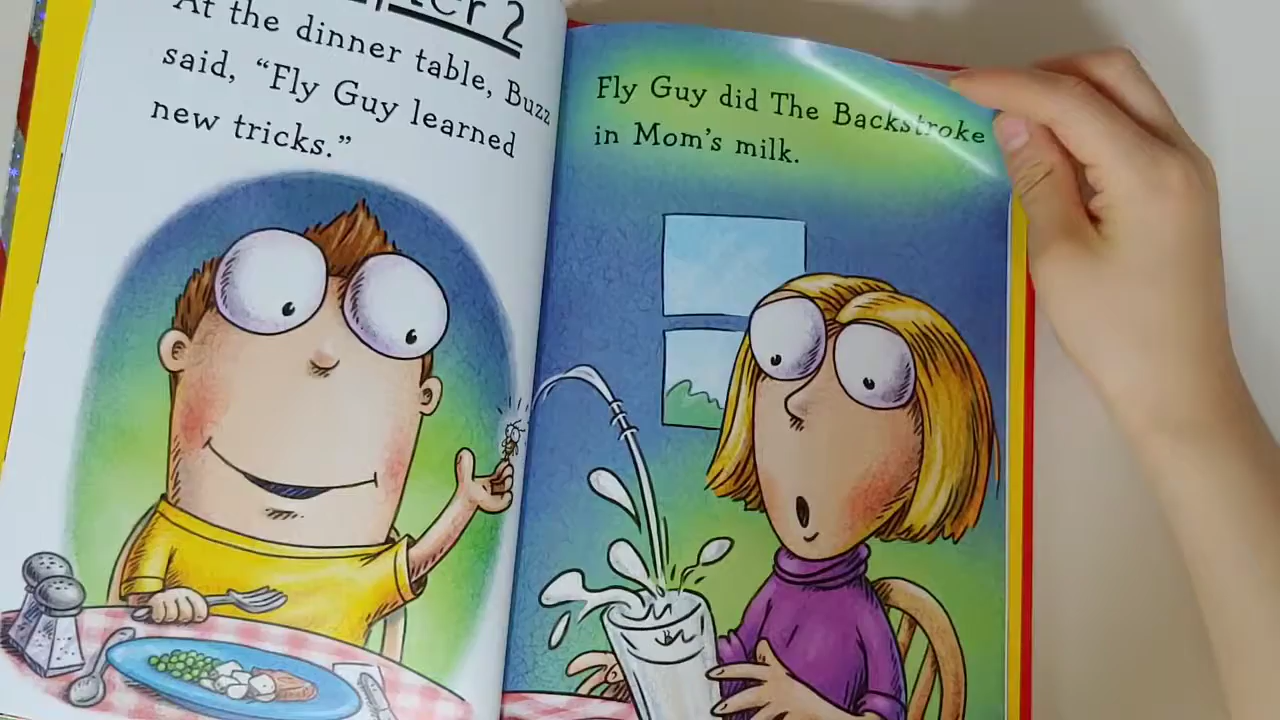 2
At the dinner table, Buzz
said, “Fly Guy learned
new tricks.”
Fly Guy did The Backstroke
in Mom’s milk.